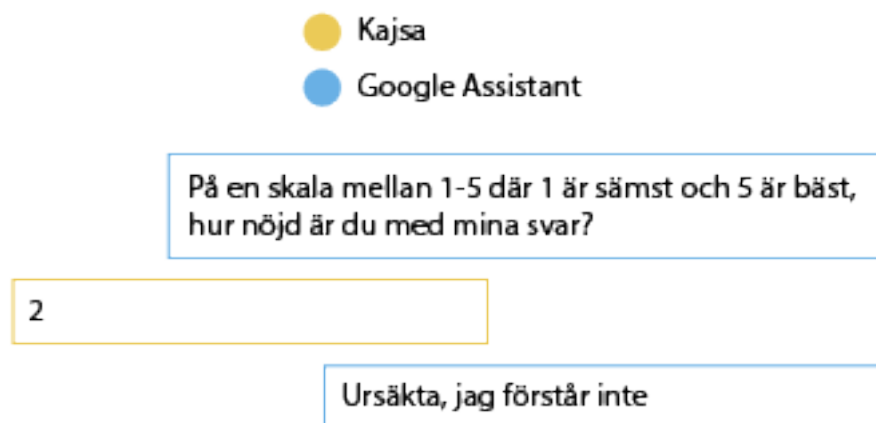 Kajsa
Google Assistant
På en skala mellan 1-5 där 1 är sämst och 5 är bäst,
hur nöjd är du med mina svar?
2
Ursäkta, jag förstår inte